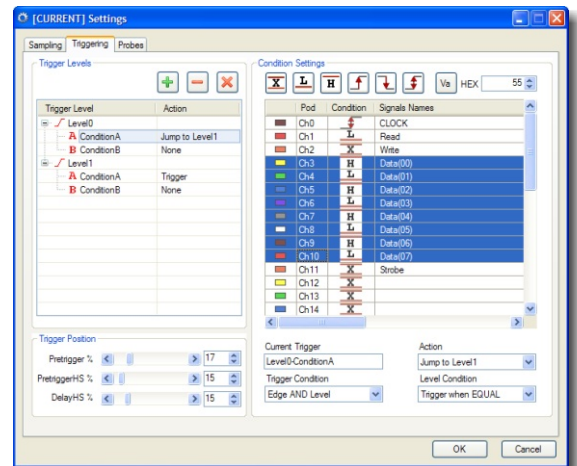 [CURRENT] Settings
Sampling Triggering Probes
Trigger Levels
Trigger Level Action
Level0
A ConditionA Jump to Level1
B ConditionB None
Level1
A ConditionA Trigger
B ConditionB None
Trigger Position
Pretrigger % 17
PretriggerHS % 15
DelayHS % 15
Condition Settings
X L H Va HEX 55
Pod Condition Signals Names
Ch0 CLOCK
Ch1 L Read
Ch2 X Write
Ch3 H Data(00)
Ch4 L Data(01)
Ch5 H Data(02)
Ch6 L Data(03)
Ch7 H Data(04)
Ch8 L Data(05)
Ch9 H Data(06)
Ch10 L Data(07)
Ch11 X Strobe
Ch12 X
Ch13 X
Ch14 X
Current Trigger Action
Level0-ConditionA Jump to Level1
Trigger Condition Level Condition
Edge AND Level Trigger when EQUAL
OK Cancel